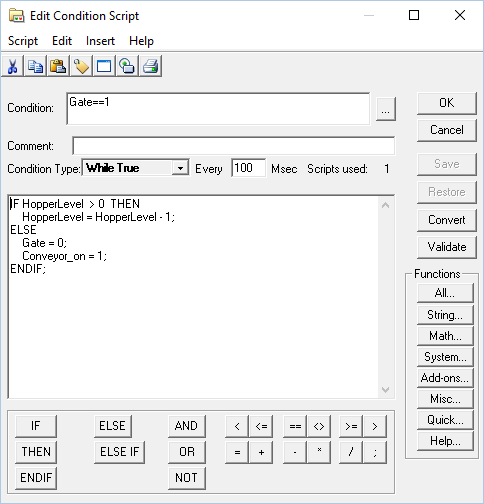 Edit Condition Script
Script Edit Insert Help
Condition: Gate==1 ...
OK
Cancel
Comment:
Condition Type: While True Every 100 Msec Scripts used: 1
Save
Restore
Convert
Validate
IF HopperLevel > 0 THEN
HopperLevel = HopperLevel - 1;
ELSE
Gate = 0;
Conveyor_on = 1;
ENDIF;
Functions
All...
String...
Math...
System...
Add-ons...
Misc...
Quick...
Help...
IF ELSE AND < <= == <> >= >
THEN ELSE IF OR = + - * / ;
ENDIF NOT